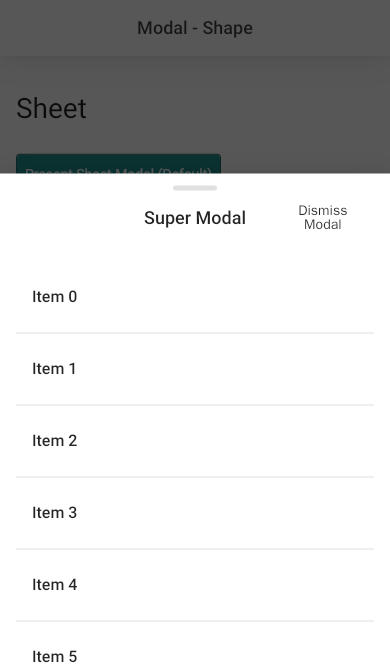 Modal - Shape
Sheet
Present Sheet Modal (Default)
Super Modal
Dismiss
Modal
Item 0
Item 1
Item 2
Item 3
Item 4
Item 5